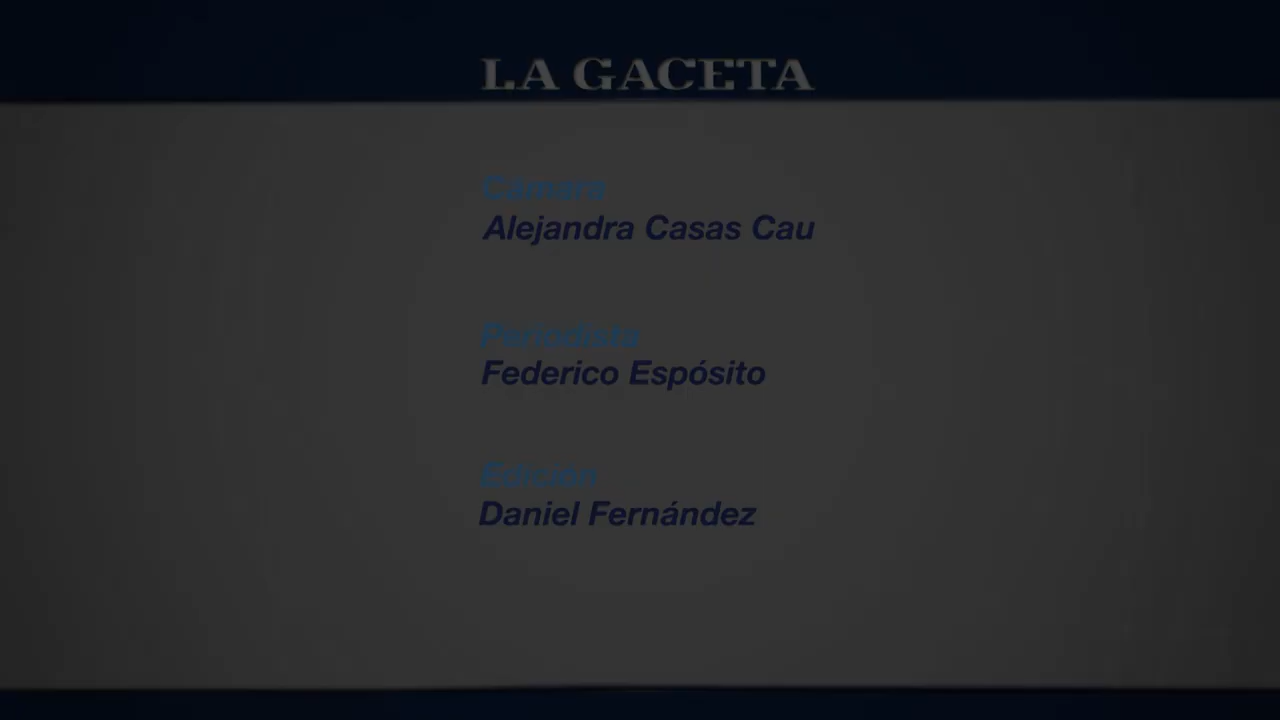 LA GACETA
Cámara
Alejandra Casas Cau
Periodista
Federico Espósito
Edición
Daniel Fernández